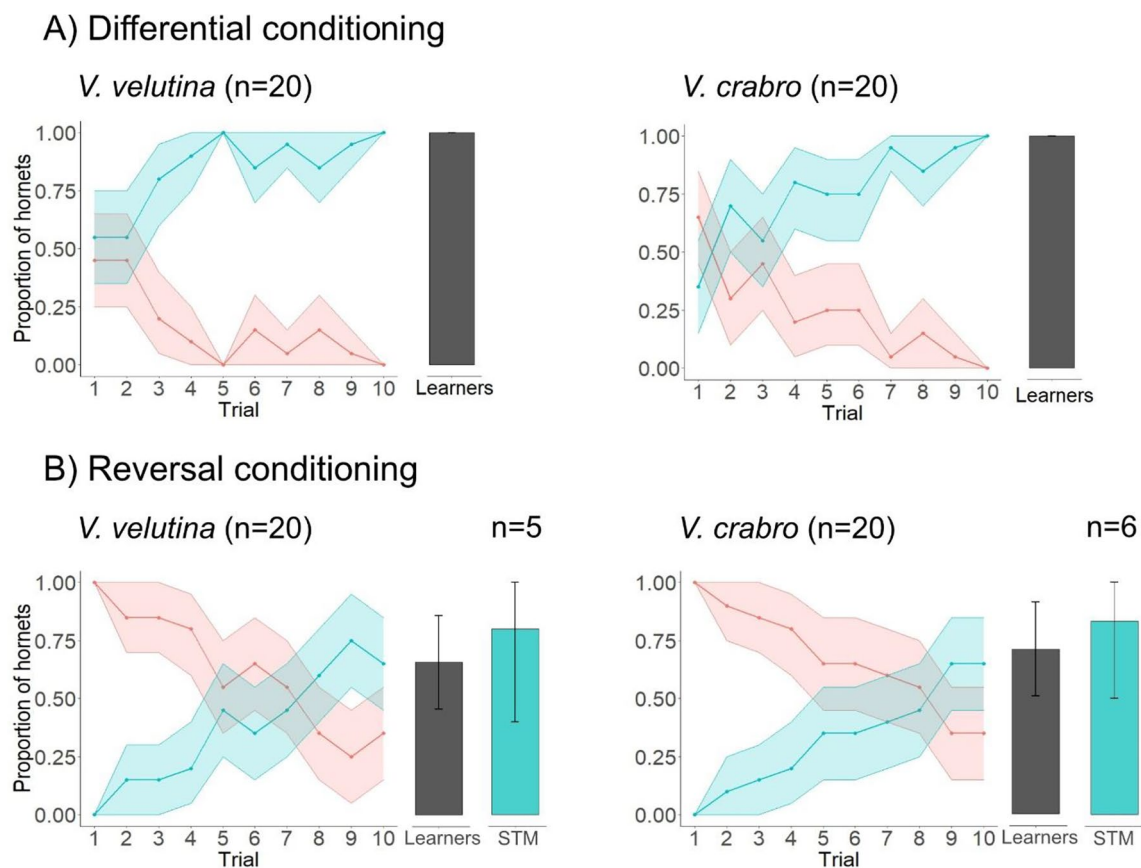 A) Differential conditioning
V. velutina (n=20)
Proportion of hornets
1.00
0.75
0.50
0.25
0.00
1 2 3 4 5 6 7 8 9 10
Trial
Learners
V. crabro (n=20)
1.00
0.75
0.50
0.25
0.00
1 2 3 4 5 6 7 8 9 10
Trial
Learners
B) Reversal conditioning
V. velutina (n=20)
n=5
Proportion of hornets
1.00
0.75
0.50
0.25
0.00
1 2 3 4 5 6 7 8 9 10
Trial
Learners
STM
V. crabro (n=20)
n=6
1.00
0.75
0.50
0.25
0.00
1 2 3 4 5 6 7 8 9 10
Trial
Learners
STM